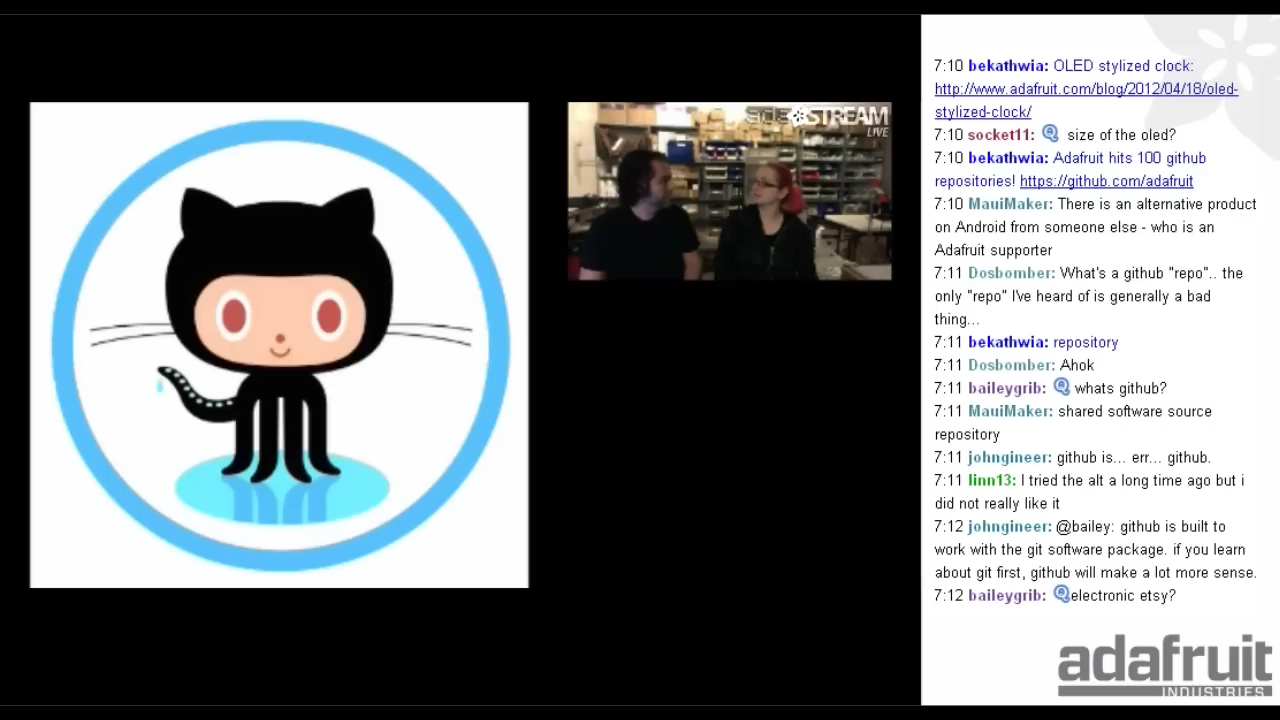 STREAM
LIVE
7:10 bekathwia: OLED stylized clock:
http://www.adafruit.com/blog/2012/04/18/oled-
stylized-clock/
7:10 socket11: Q size of the oled?
7:10 bekathwia: Adafruit hits 100 github
repositories! https://github.com/adafruit
7:10 MauiMaker: There is an alternative product
on Android from someone else - who is an
Adafruit supporter
7:11 Dosbomber: What's a github "repo".. the
only "repo" I've heard of is generally a bad
thing...
7:11 bekathwia: repository
7:11 Dosbomber: Ahok
7:11 baileygrib: Q whats github?
7:11 MauiMaker: shared software source
repository
7:11 johngineer: github is... err... github.
7:11 linn13: I tried the alt a long time ago but i
did not really like it
7:12 johngineer: @bailey: github is built to
work with the git software package. if you learn
about git first, github will make a lot more sense.
7:12 baileygrib: Q electronic etsy?
adafruit
INDUSTRIES